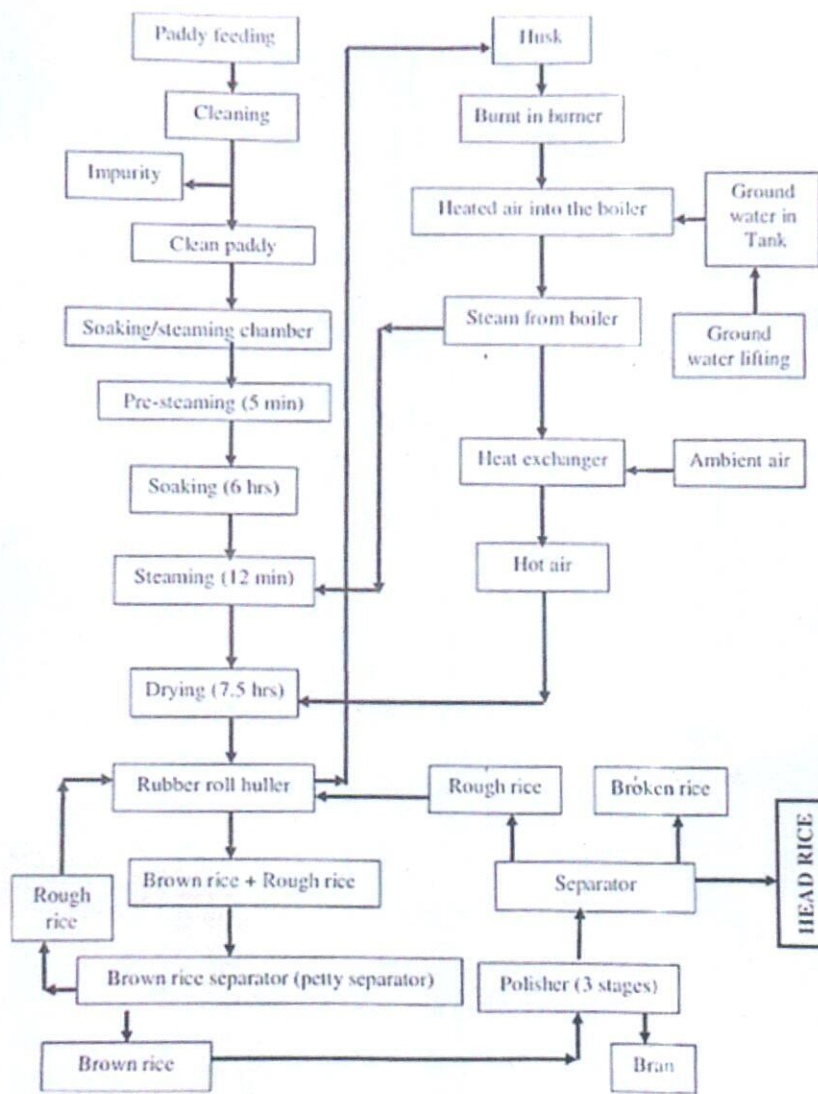 Paddy feeding
Husk
Cleaning
Burnt in burner
Impurity
Heated air into the boiler
Ground
water in
Tank
Clean paddy
Soaking/steaming chamber
Steam from boiler
Ground
water lifting
Pre-steaming (5 min)
Heat exchanger
Ambient air
Soaking (6 hrs)
Steaming (12 min)
Hot air
Drying (7.5 hrs)
Rubber roll huller
Rough rice
Broken rice
HEAD RICE
Brown rice + Rough rice
Separator
Rough
rice
Brown rice separator (petty separator)
Polisher (3 stages)
Brown rice
Bran